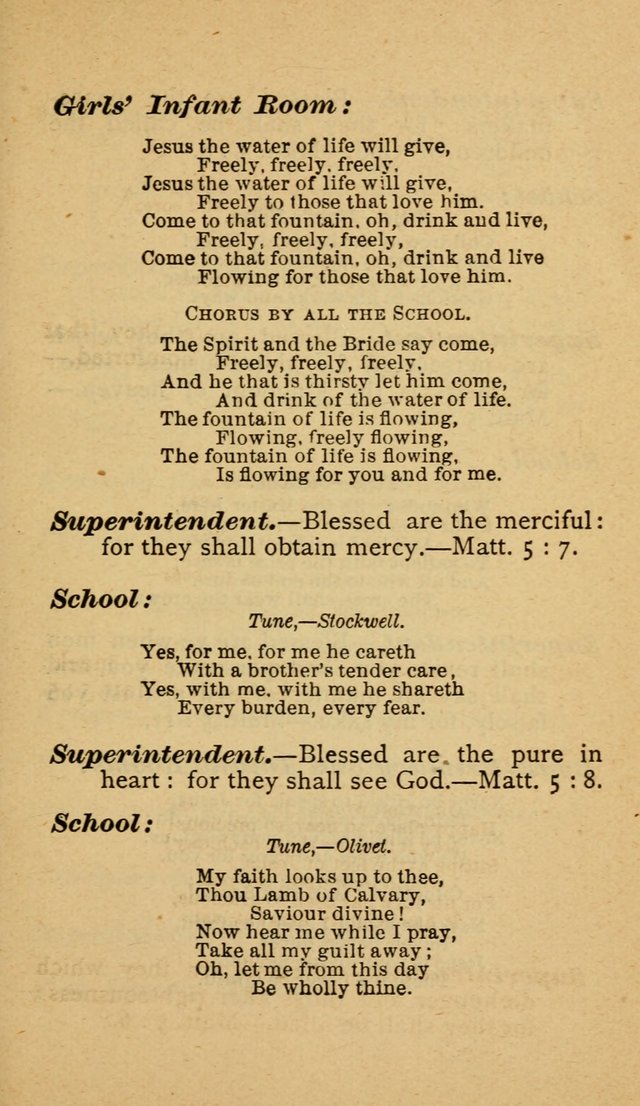 Girls' Infant Room:
Jesus the water of life will give,
Freely, freely, freely,
Jesus the water of life will give,
Freely to those that love him.
Come to that fountain, oh, drink and live,
Freely, freely, freely,
Come to that fountain, oh, drink and live
Flowing for those that love him.
CHORUS BY ALL THE SCHOOL.
The Spirit and the Bride say come,
Freely, freely, freely,
And he that is thirsty let him come,
And drink of the water of life.
The fountain of life is flowing,
Flowing, freely flowing,
The fountain of life is flowing,
Is flowing for you and for me.
Superintendent.—Blessed are the merciful:
for they shall obtain mercy.—Matt. 5 : 7.
School:
Tune,—Stockwell.
Yes, for me, for me he careth
With a brother's tender care,
Yes, with me, with me he shareth
Every burden, every fear.
Superintendent.—Blessed are the pure in
heart : for they shall see God.—Matt. 5 : 8.
School:
Tune,—Olivet.
My faith looks up to thee,
Thou Lamb of Calvary,
Saviour divine!
Now hear me while I pray,
Take all my guilt away;
Oh, let me from this day
Be wholly thine.